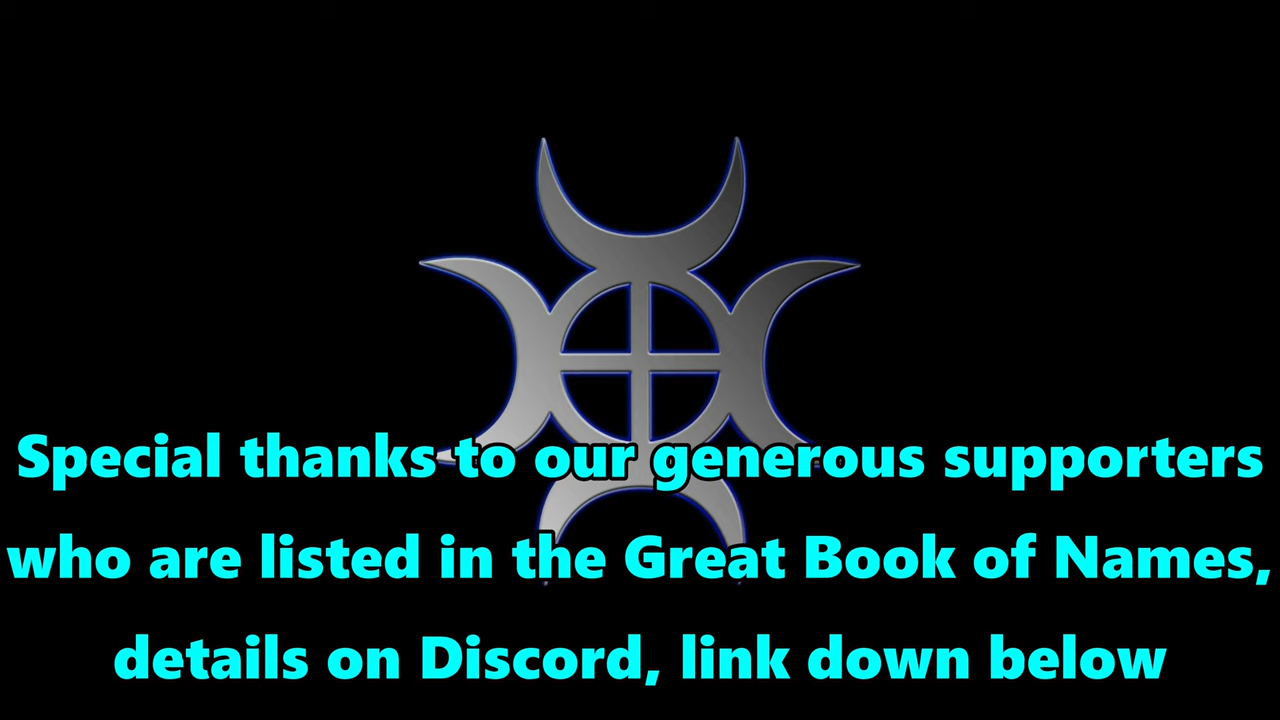 Special thanks to our generous supporters
who are listed in the Great Book of Names,
details on Discord, link down below